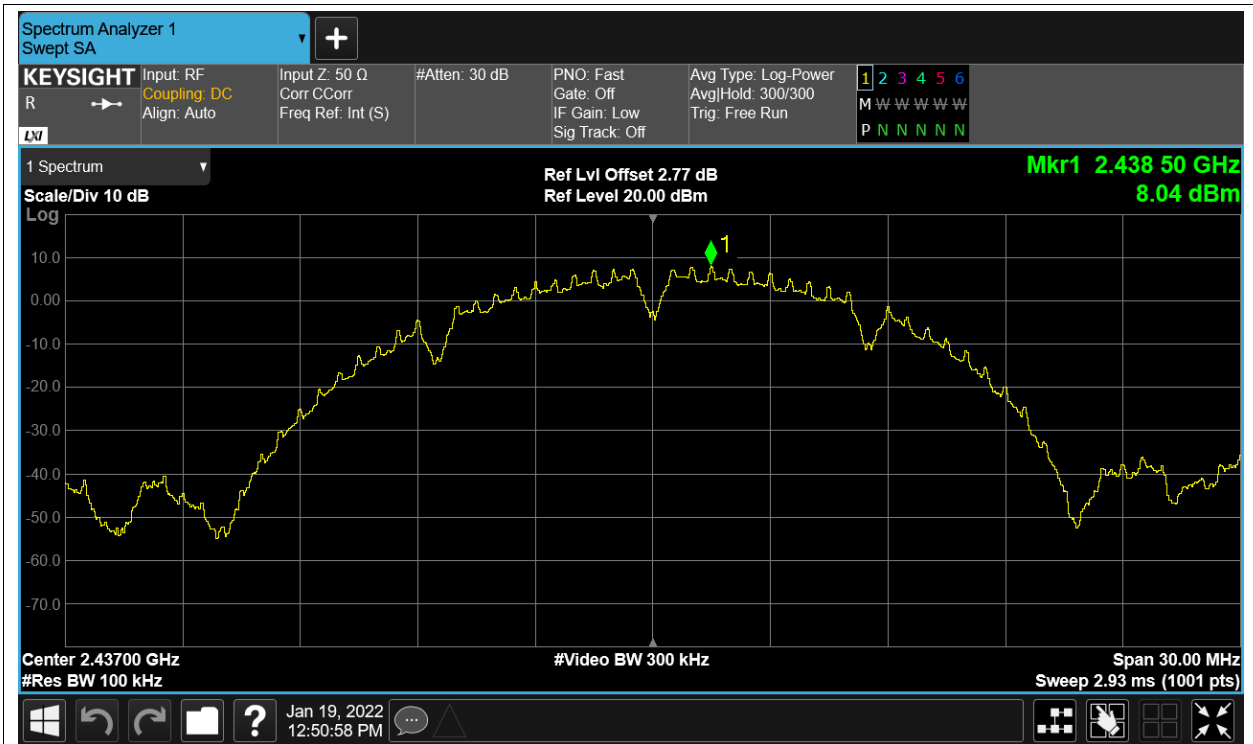 Spectrum Analyzer 1
Swept SA
KEYSIGHT
R
LXI
Input: RF
Coupling: DC
Align: Auto
Input Z: 50 Ω
Corr CCorr
Freq Ref: Int (S)
#Atten: 30 dB
PNO: Fast
Gate: Off
IF Gain: Low
Sig Track: Off
Avg Type: Log-Power
Avg|Hold: 300/300
Trig: Free Run
1 2 3 4 5 6
M W W W W W
P N N N N N
1 Spectrum
Scale/Div 10 dB
Ref Lvl Offset 2.77 dB
Ref Level 20.00 dBm
Mkr1 2.438 50 GHz
8.04 dBm
Log
1
10.0
0.00
-10.0
-20.0
-30.0
-40.0
-50.0
-60.0
-70.0
Center 2.43700 GHz
#Res BW 100 kHz
#Video BW 300 kHz
Span 30.00 MHz
Sweep 2.93 ms (1001 pts)
?
Jan 19, 2022
12:50:58 PM